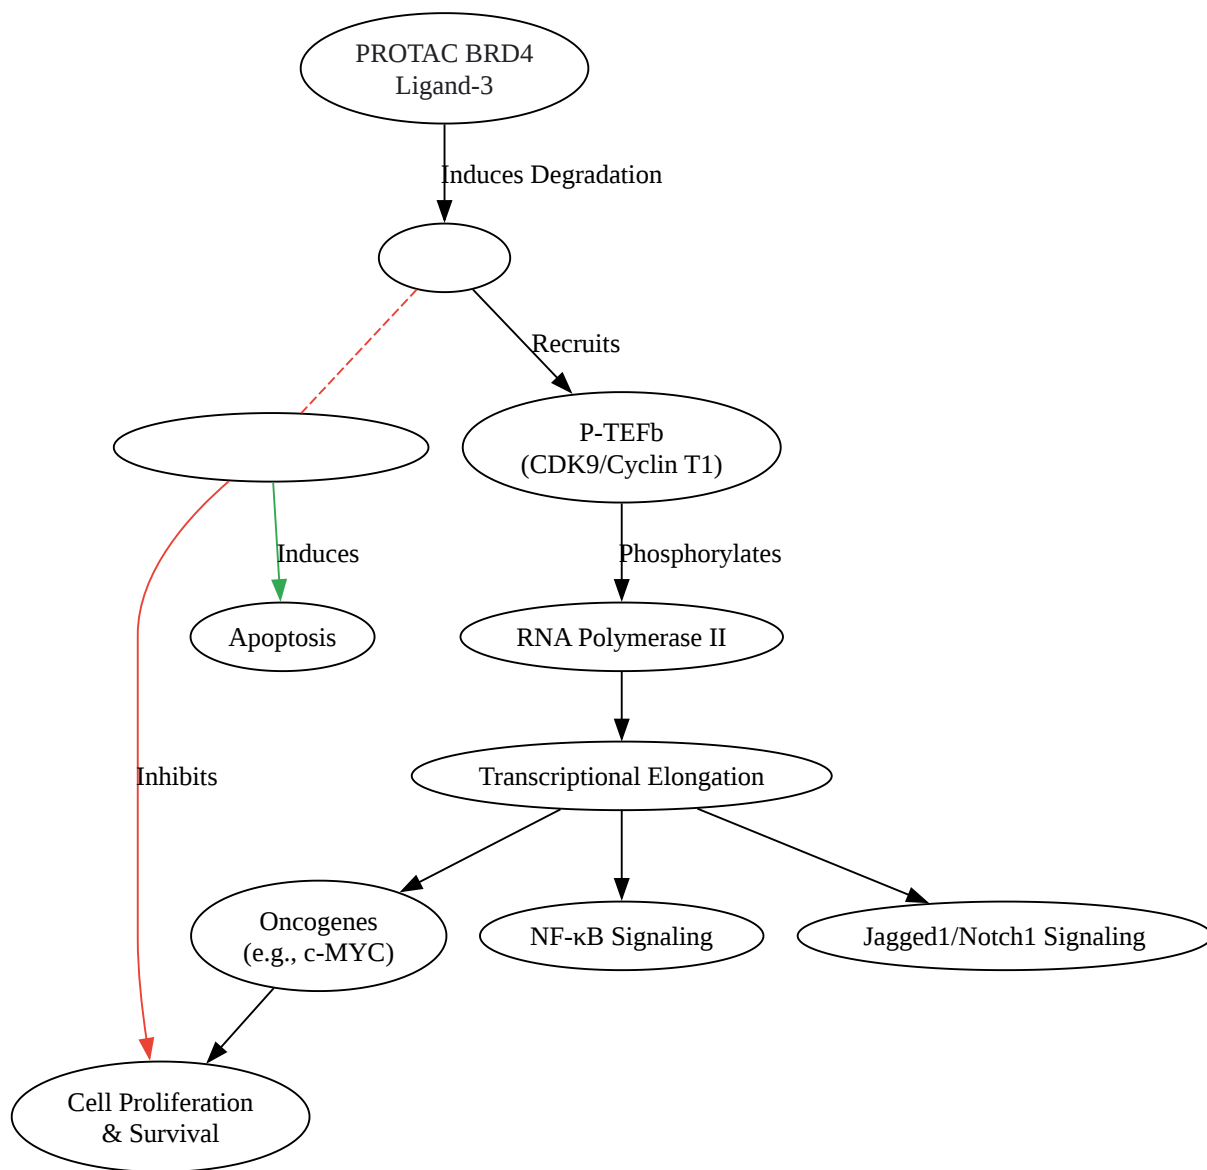 PROTAC BRD4
Ligand-3
Induces Degradation
Recruits
P-TEFb
(CDK9/Cyclin T1)
Induces
Phosphorylates
Apoptosis
RNA Polymerase II
Inhibits
Transcriptional Elongation
Oncogenes
(e.g., c-MYC)
NF-κB Signaling
Jagged1/Notch1 Signaling
Cell Proliferation
& Survival